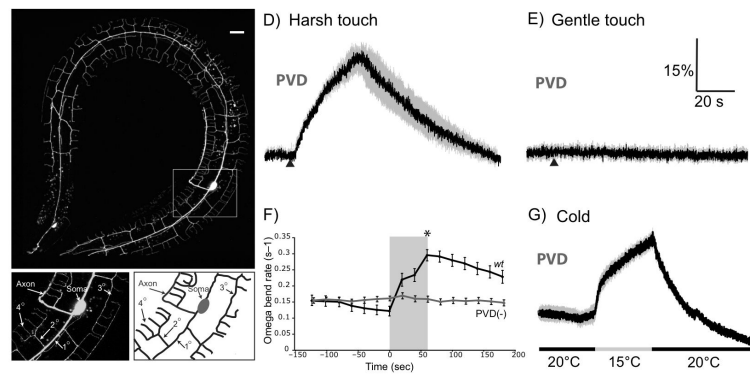 D) Harsh touch
PVD
E) Gentle touch
PVD
15%
20 s
Axon
Soma
3°
4°
2°
1°
Axon
Soma
3°
4°
2°
1°
F)
Omega bend rate (s–1)
0.35
0.3
0.25
0.2
0.15
0.1
0.05
0
*
wt
PVD(-)
−150 −100 −50 0 50 100 150 200
Time (sec)
G) Cold
PVD
20°C 15°C 20°C